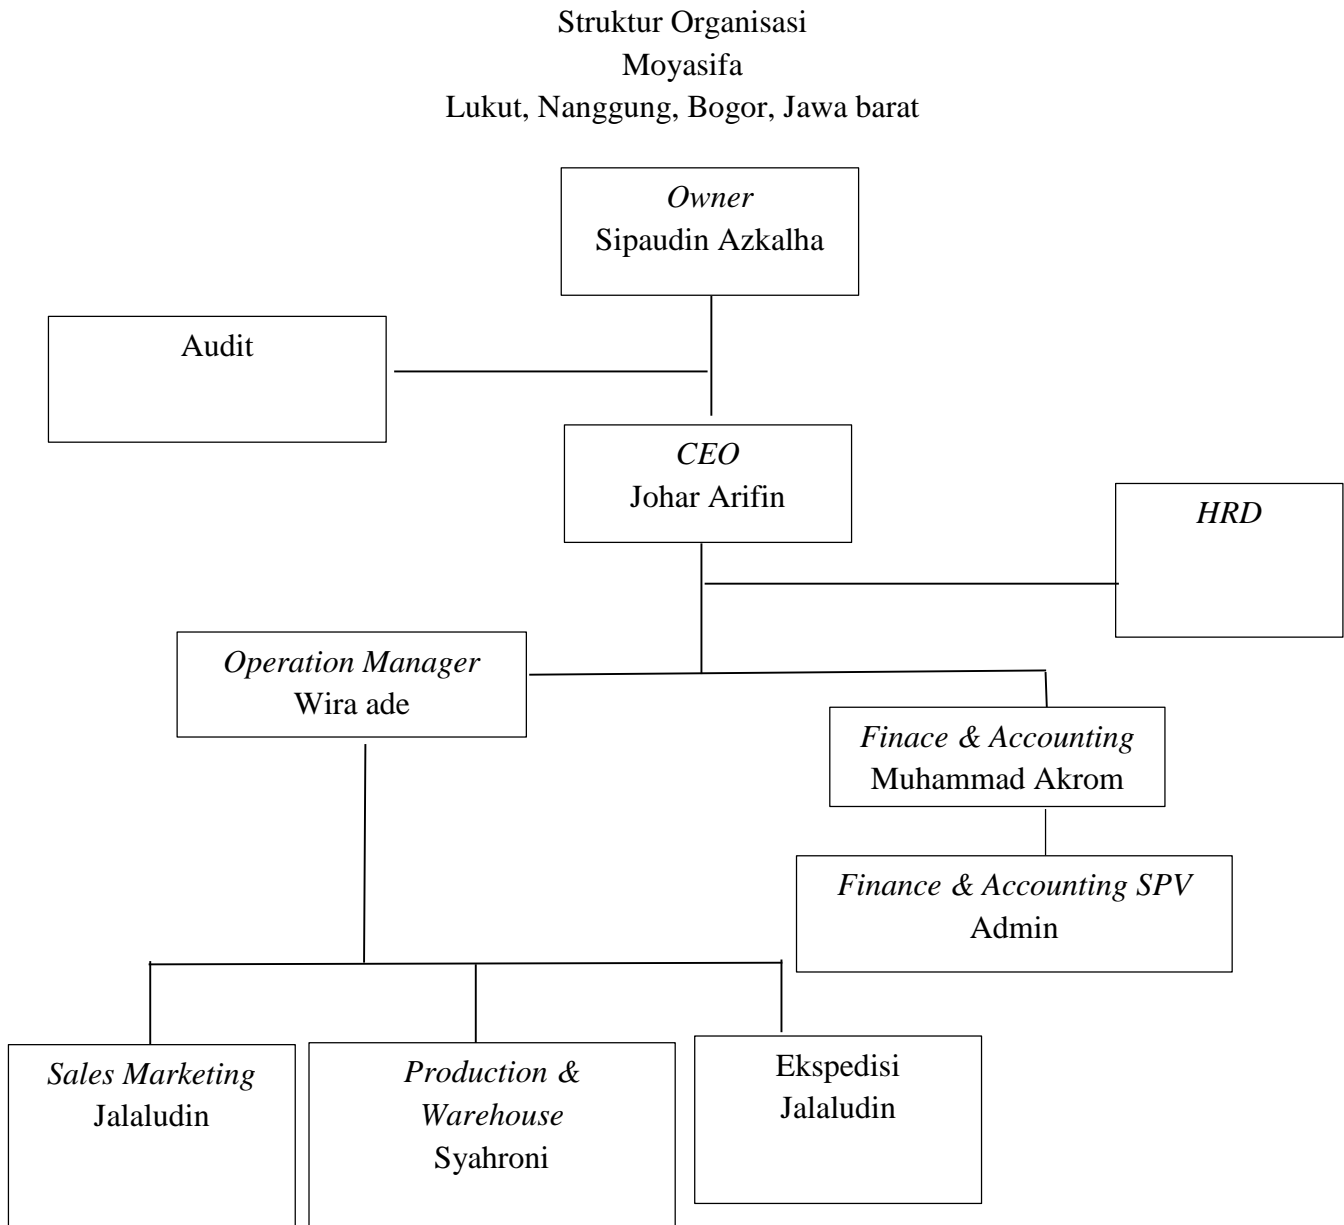 Struktur Organisasi
Moyasifa
Lukut, Nanggung, Bogor, Jawa barat
Owner
Sipaudin Azkalha
Audit
CEO
Johar Arifin
HRD
Operation Manager
Wira ade
Finace & Accounting
Muhammad Akrom
Finance & Accounting SPV
Admin
Sales Marketing
Jalaludin
Production &
Warehouse
Syahroni
Ekspedisi
Jalaludin